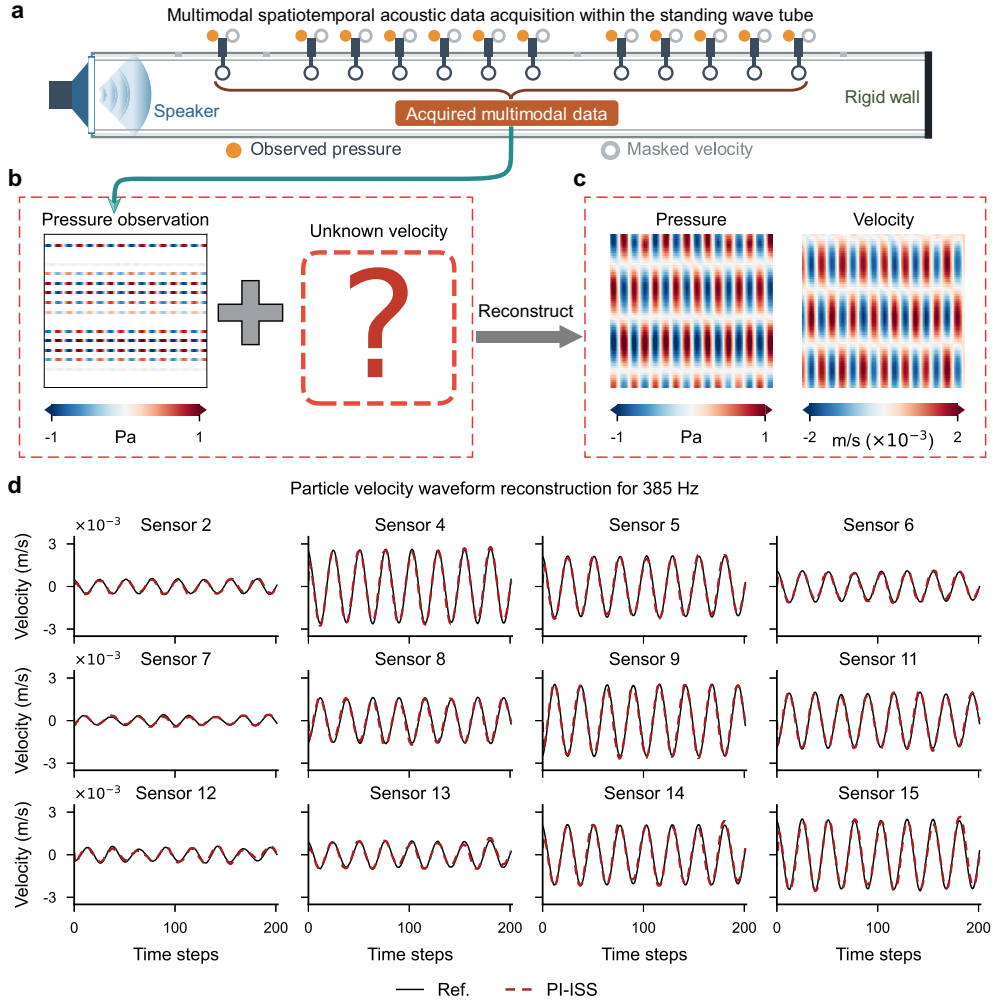 a
Multimodal spatiotemporal acoustic data acquisition within the standing wave tube
Speaker
Acquired multimodal data
Rigid wall
Observed pressure
Masked velocity
b
Pressure observation
Unknown velocity
?
-1 Pa 1
Reconstruct
c
Pressure
Velocity
-1 Pa 1
-2 m/s (×10⁻³) 2
d
Particle velocity waveform reconstruction for 385 Hz
×10⁻³
Sensor 2
Sensor 4
Sensor 5
Sensor 6
Velocity (m/s)
3
0
-3
×10⁻³
Sensor 7
Sensor 8
Sensor 9
Sensor 11
Velocity (m/s)
3
0
-3
×10⁻³
Sensor 12
Sensor 13
Sensor 14
Sensor 15
Velocity (m/s)
3
0
-3
0 100 200
0 100 200
0 100 200
0 100 200
Time steps
Time steps
Time steps
Time steps
Ref.
PI-ISS